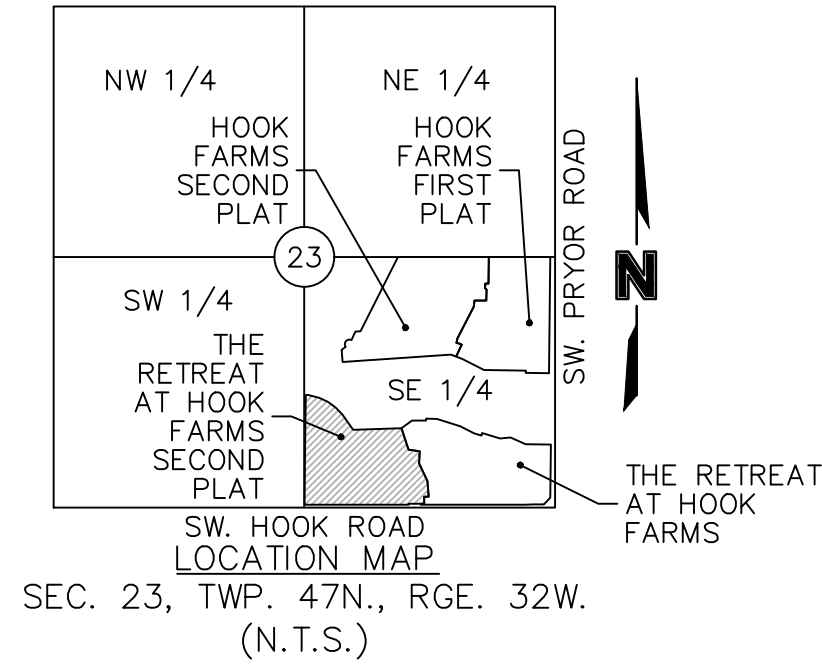 NW 1/4
NE 1/4
HOOK
FARMS
SECOND
PLAT
HOOK
FARMS
FIRST
PLAT
SW. PRYOR ROAD
N
23
SW 1/4
THE
RETREAT
AT HOOK
FARMS
SECOND
PLAT
SE 1/4
THE RETREAT
AT HOOK
FARMS
SW. HOOK ROAD
LOCATION MAP
SEC. 23, TWP. 47N., RGE. 32W.
(N.T.S.)